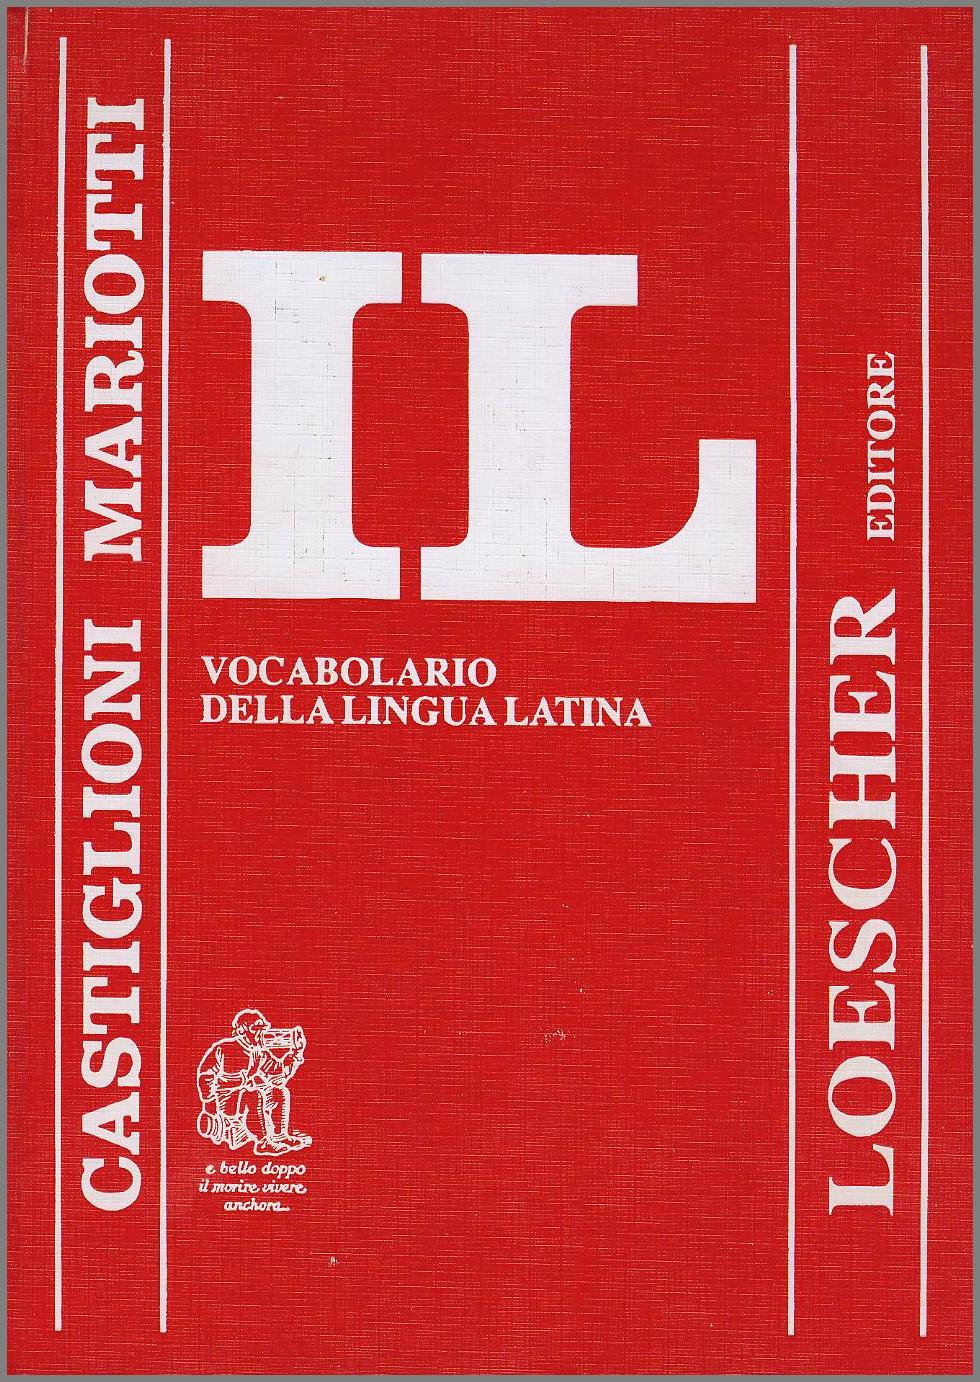 CASTIGLIONI MARIOTTI
IL
VOCABOLARIO
DELLA LINGUA LATINA
e bello doppo
il morire vivere
anchora
LOESCHER EDITORE